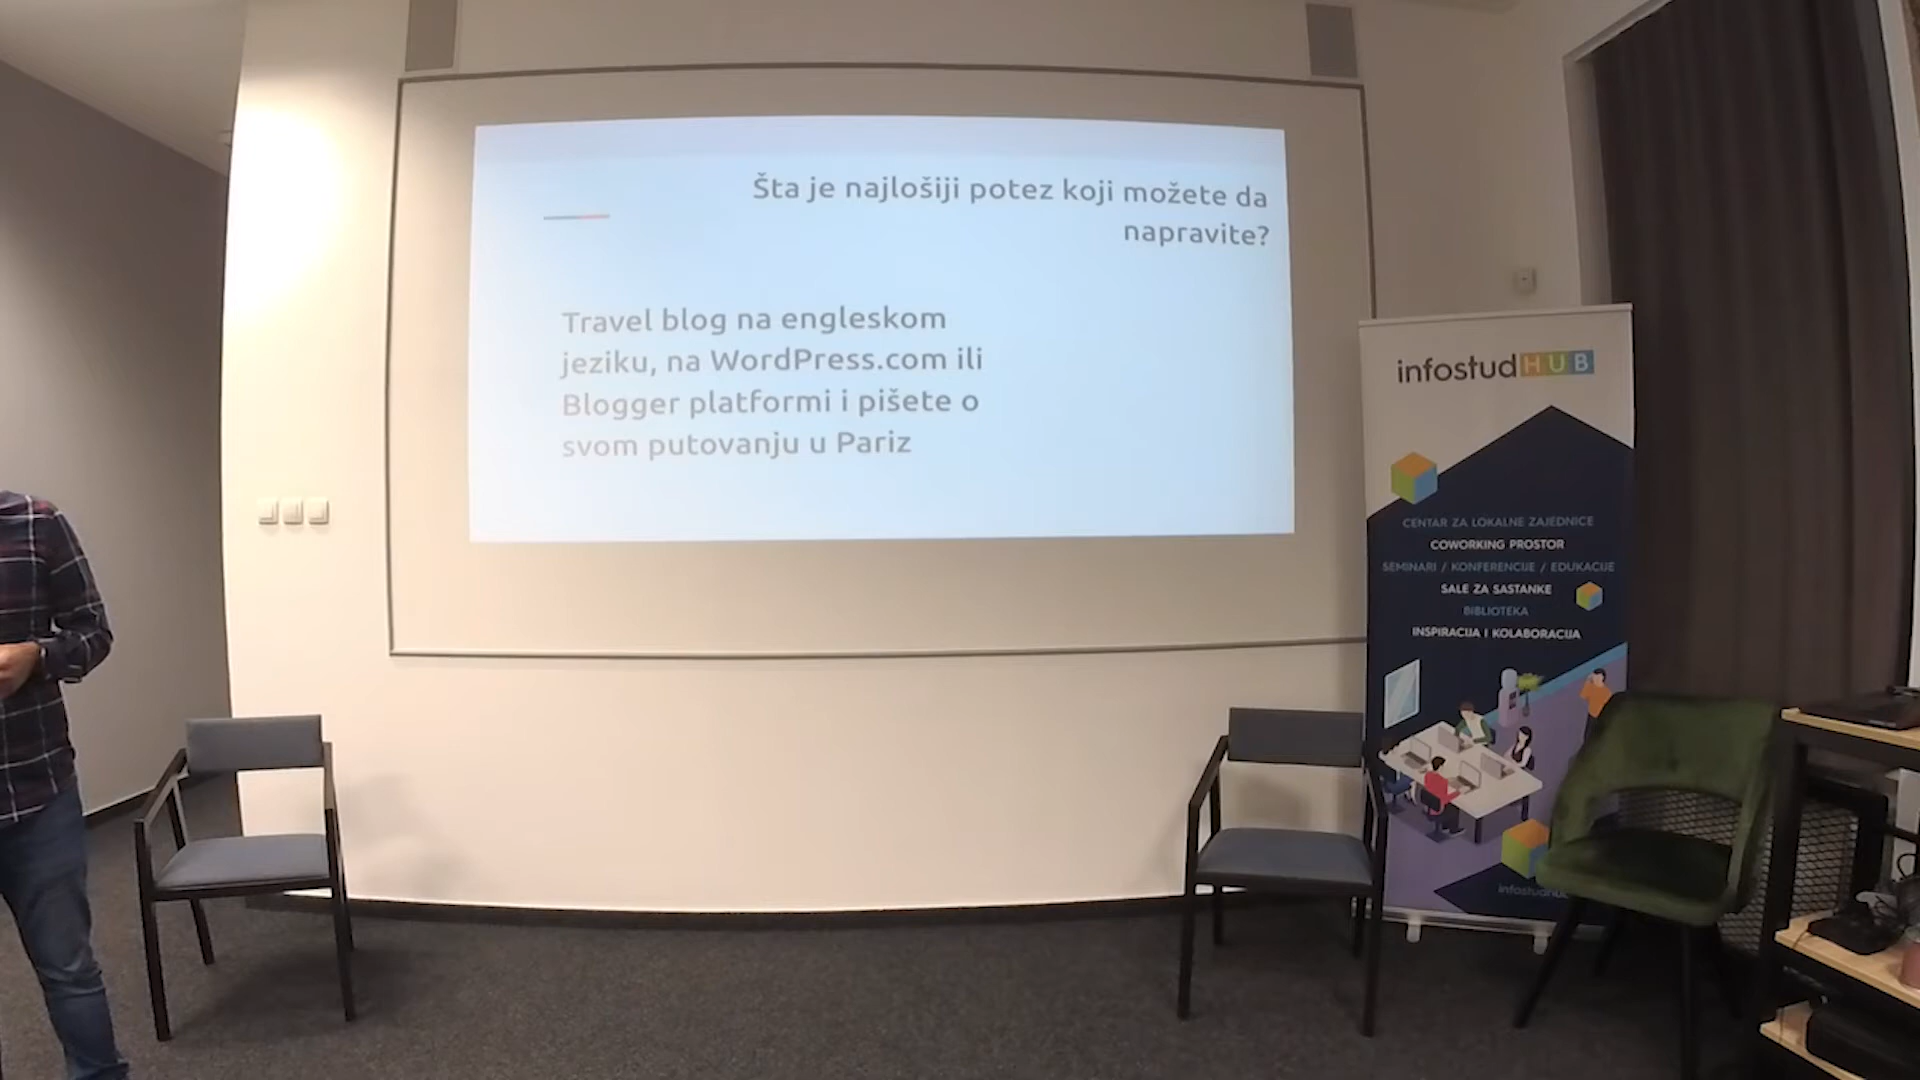 Šta je najlošiji potez koji možete da
napravite?
Travel blog na engleskom
jeziku, na WordPress.com ili
Blogger platformi i pišete o
svom putovanju u Pariz
infostud HUB
CENTAR ZA LOKALNE ZAJEDNICE
COWORKING PROSTOR
SEMINARI / KONFERENCIJE / EDUKACIJE
SALE ZA SASTANKE
BIBLIOTEKA
INSPIRACIJA I KOLABORACIJA